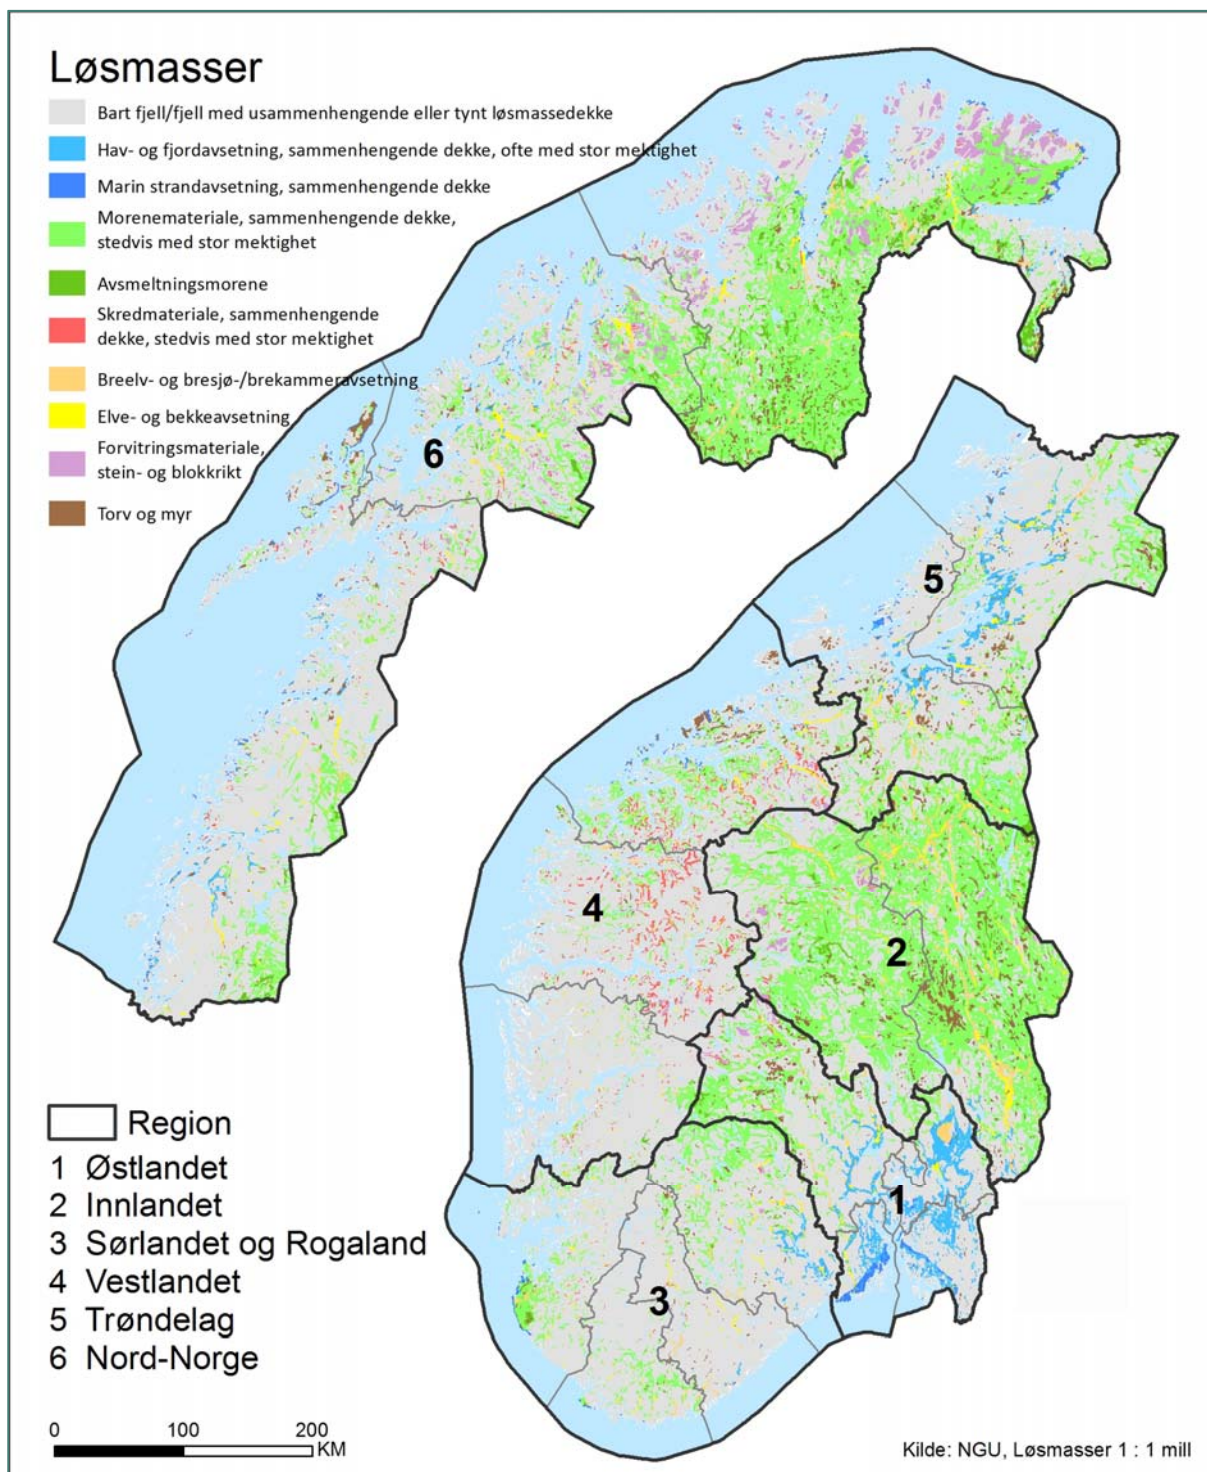 Løsmasser
Bart fjell/fjell med usammenhengende eller tynt løsmassedekke
Hav- og fjordavsetning, sammenhengende dekke, ofte med stor mektighet
Marin strandavsetning, sammenhengende dekke
Morenemateriale, sammenhengende dekke,
stedvis med stor mektighet
Avsmeltningsmorene
Skredmateriale, sammenhengende
dekke, stedvis med stor mektighet
Breelv- og bresjø-/brekammeravsetning
Elve- og bekkeavsetning
Forvitringsmateriale,
stein- og blokkrikt
Torv og myr
6
5
4
2
1
3
Region
1 Østlandet
2 Innlandet
3 Sørlandet og Rogaland
4 Vestlandet
5 Trøndelag
6 Nord-Norge
0 100 200
KM
Kilde: NGU, Løsmasser 1 : 1 mill